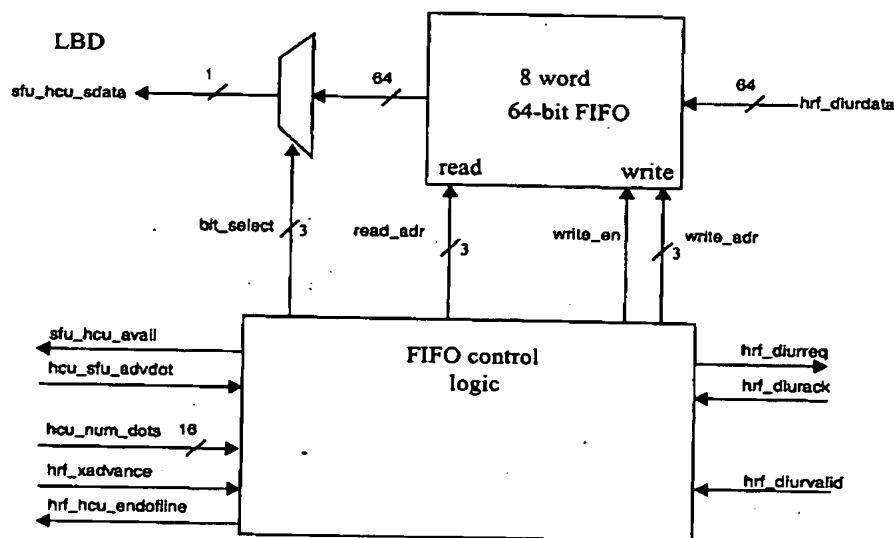 LBD
sfu_hcu_sdata
1
64
8 word
64-bit FIFO
64
hrf_diurdata
read
write
bit_select
3
read_adr
3
write_en
write_adr
3
sfu_hcu_avail
hcu_sfu_advdot
hcu_num_dots
16
hrf_xadvance
hrf_hcu_endofline
FIFO control
logic
hrf_diurreq
hrf_diurack
hrf_diurvalid